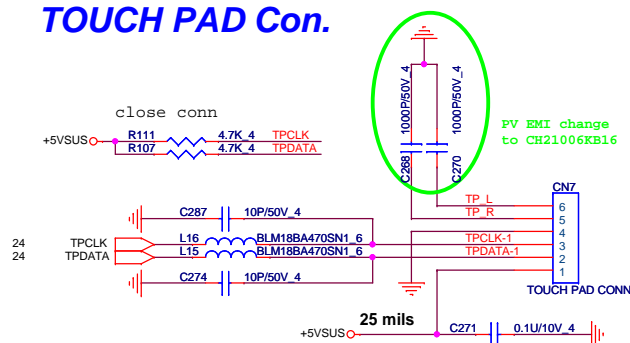 TOUCH PAD Con.
close conn
+5VSUS
R111 4.7K_4 TPCLK
R107 4.7K_4 TPDATA
1000P/50V_4
1000P/50V_4
C268
C270
PV EMI change
to CH21006KB16
CN7
TP_L 6
TP_R 5
4
TPCLK-1 3
TPDATA-1 2
1
TOUCH PAD CONN
C287 10P/50V_4
24 TPCLK L16 BLM18BA470SN1_6
24 TPDATA L15 BLM18BA470SN1_6
C274 10P/50V_4
25 mils
+5VSUS C271 0.1U/10V_4